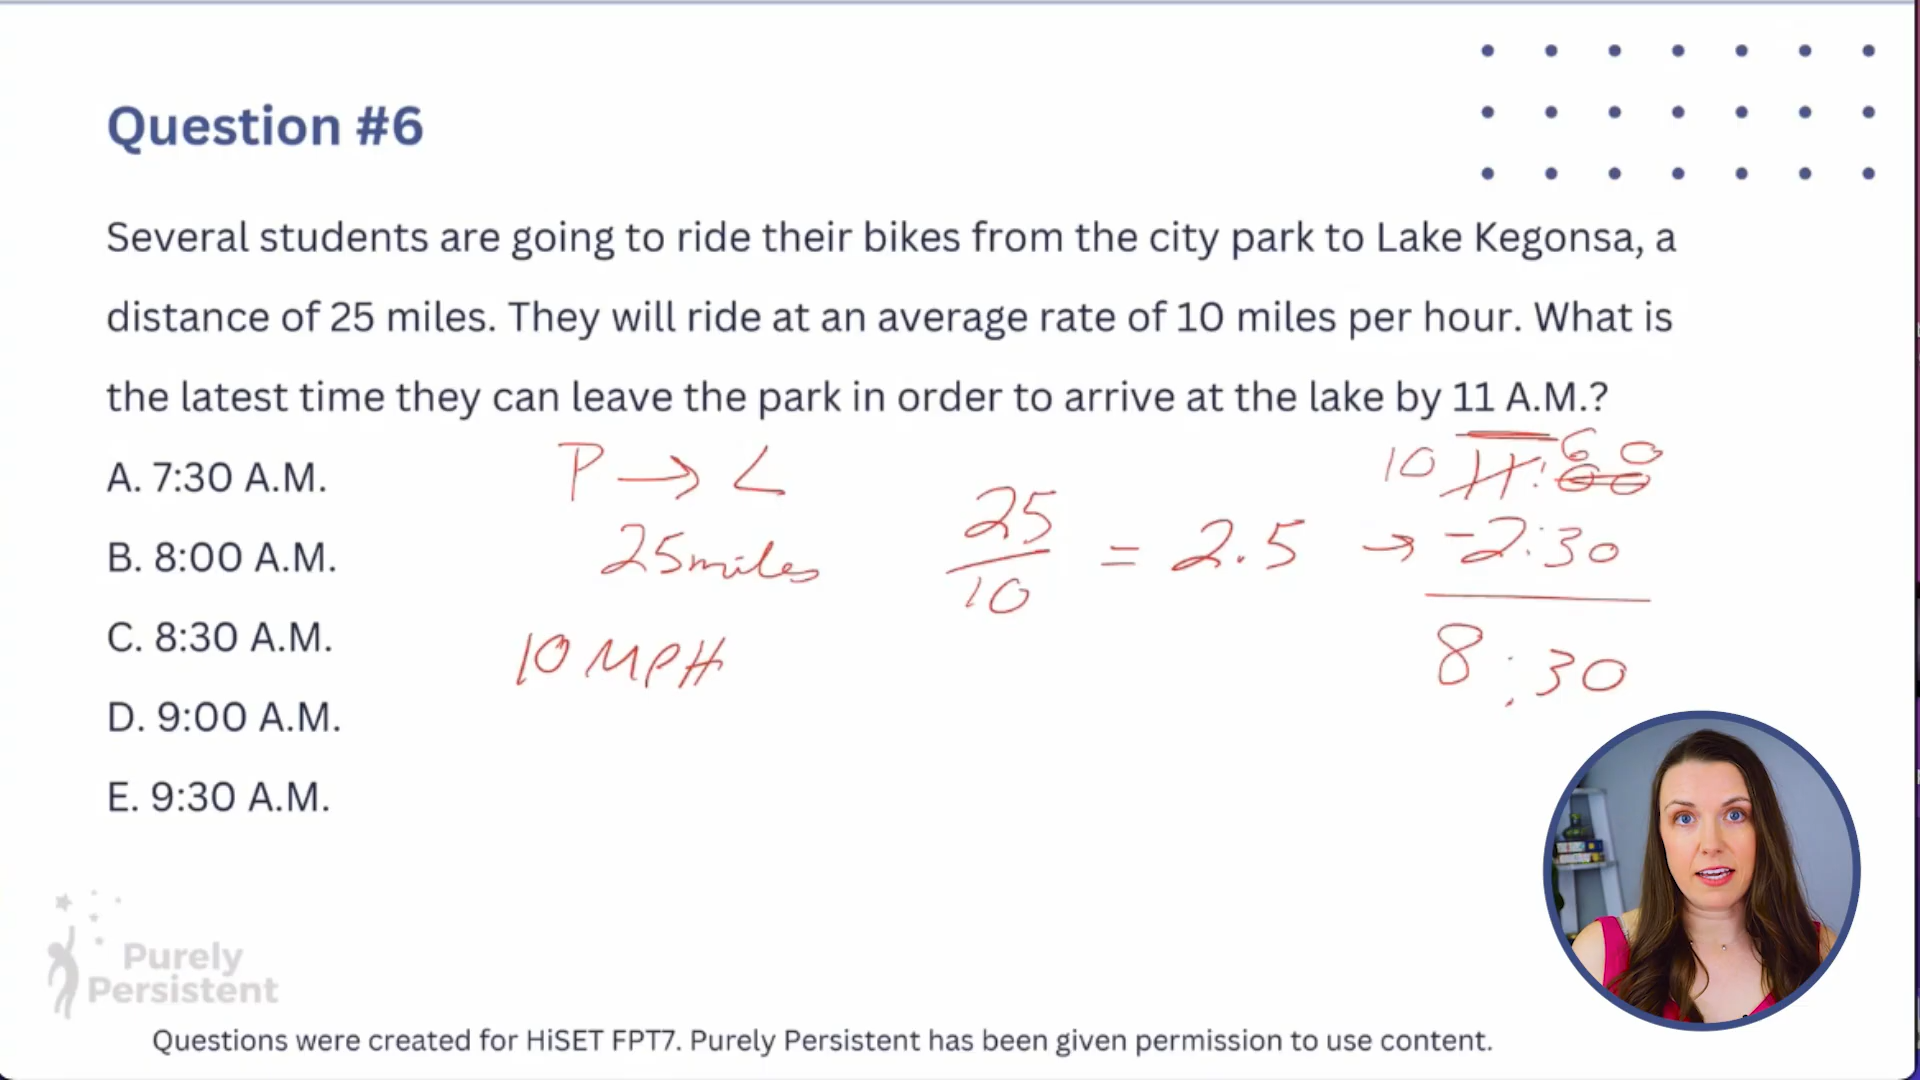 Question #6
Several students are going to ride their bikes from the city park to Lake Kegonsa, a
distance of 25 miles. They will ride at an average rate of 10 miles per hour. What is
the latest time they can leave the park in order to arrive at the lake by 11 A.M.?
A. 7:30 A.M.
B. 8:00 A.M.
C. 8:30 A.M.
D. 9:00 A.M.
E. 9:30 A.M.
P → L
25 miles
10 MPH
25
10
= 2.5 →
10 11:00 60
-2:30
8:30
Purely
Persistent
Questions were created for HiSET FPT7. Purely Persistent has been given permission to use content.